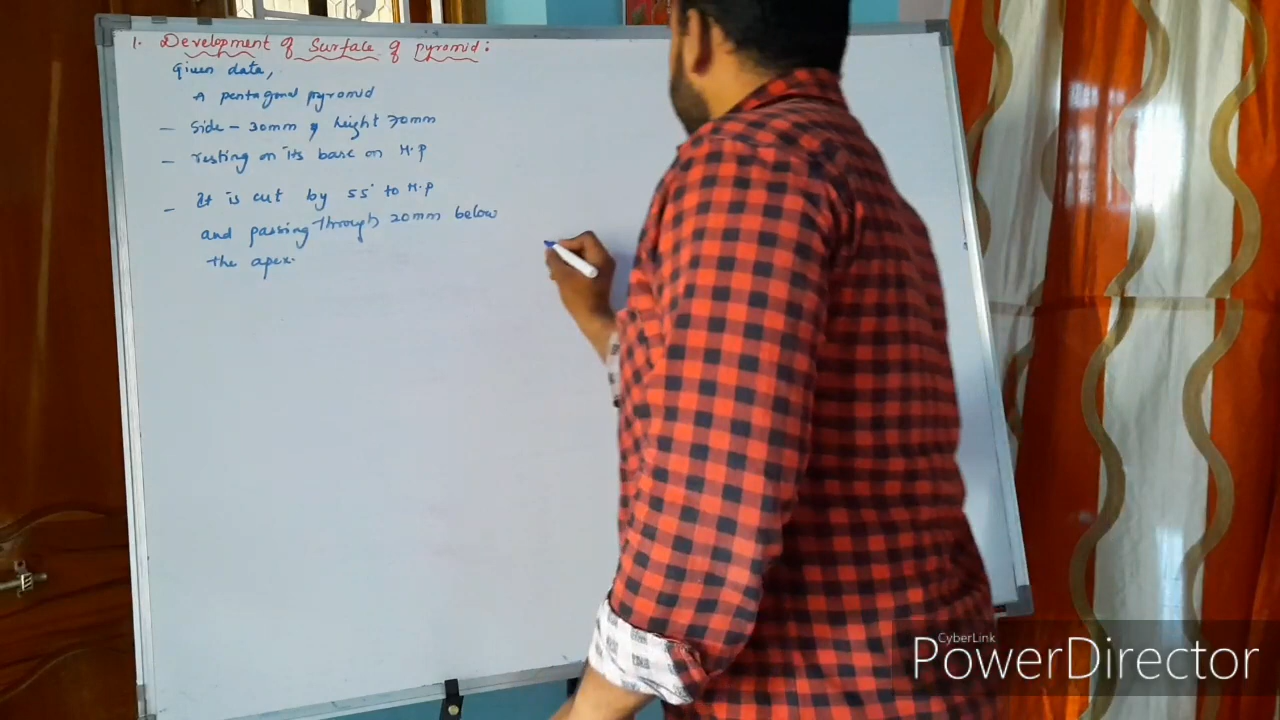 1. Development of Surface of pyramid:
Given data,
A pentagonal pyramid
- Side - 30mm & height 70mm
- resting on its base on H.P
- It is cut by 55° to H.P
and passing through 20mm below
the apex.
CyberLink
PowerDirector